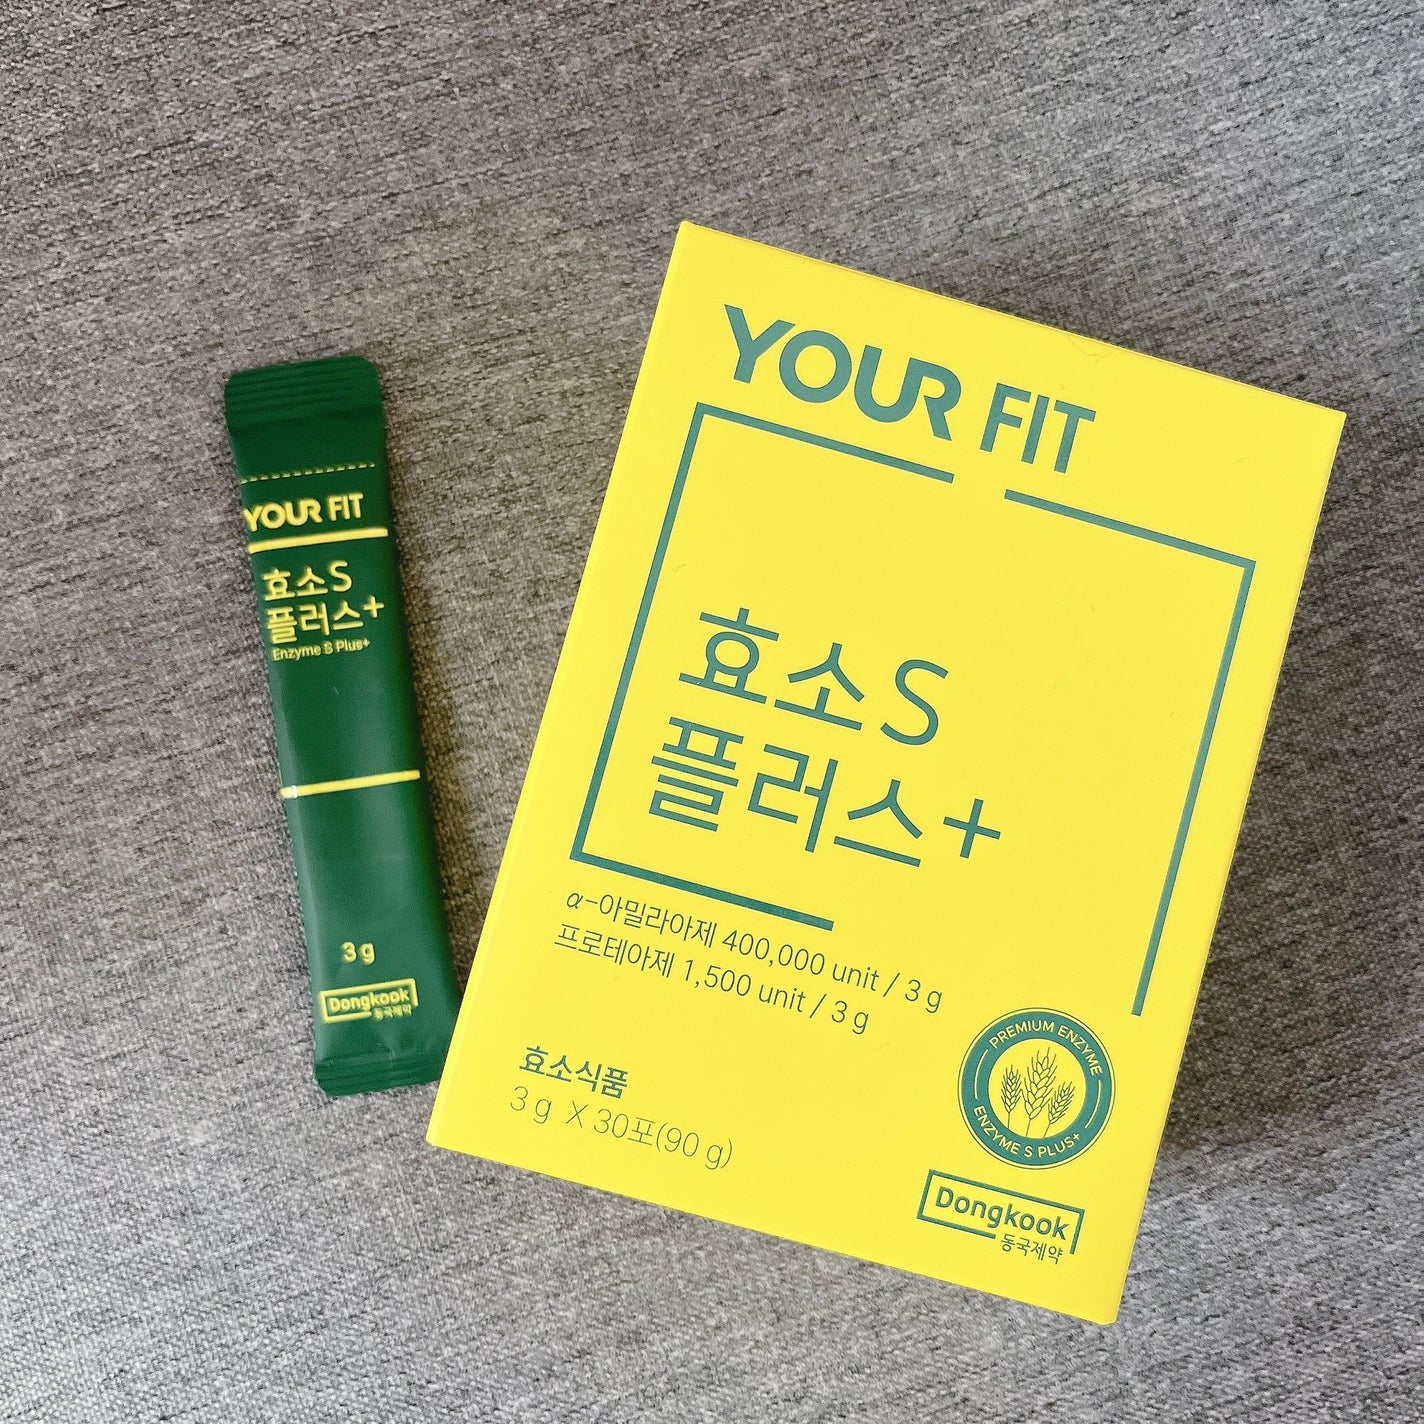 YOUR FIT
효소S
플러스+
Enzyme S Plus+
3 g
Dongkook
동국제약
YOUR FIT
효소S
플러스+
α-아밀라아제 400,000 unit / 3 g
프로테아제 1,500 unit / 3 g
효소식품
3 g X 30포(90 g)
PREMIUM ENZYME
ENZYME S PLUS+
Dongkook
동국제약